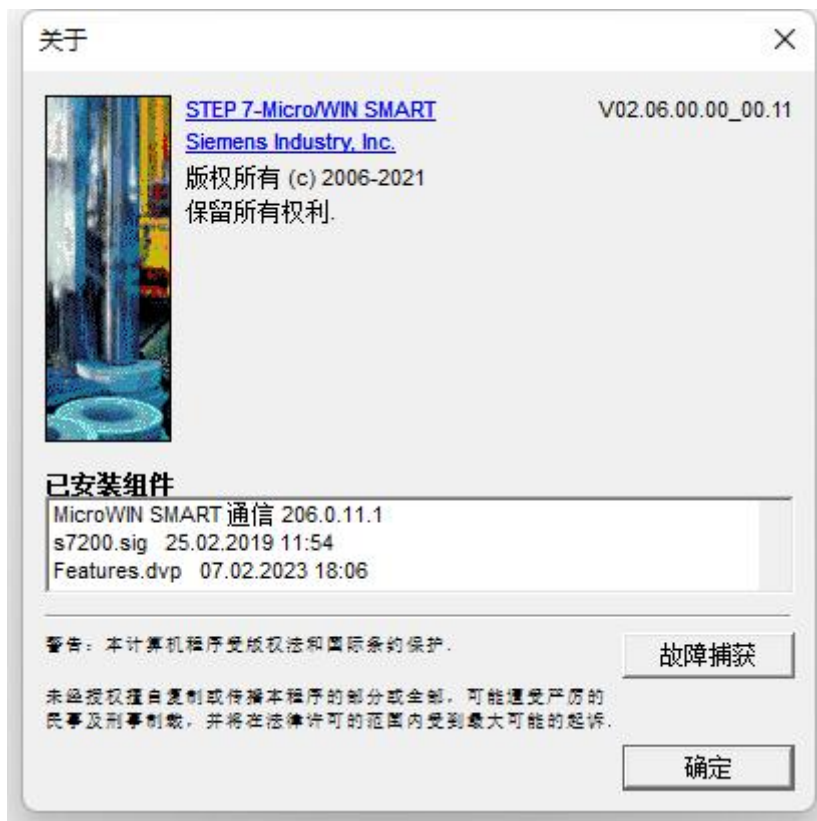 关于
STEP 7-Micro/WIN SMART V02.06.00.00_00.11
Siemens Industry, Inc.
版权所有 (c) 2006-2021
保留所有权利.
已安装组件
MicroWIN SMART 通信 206.0.11.1
s7200.sig 25.02.2019 11:54
Features.dvp 07.02.2023 18:06
警告: 本计算机程序受版权法和国际条约保护.
故障捕获
未经授权擅自复制或传播本程序的部分或全部, 可能遭受严厉的
民事及刑事制裁, 并将在法律许可的范围内受到最大可能的起诉.
确定